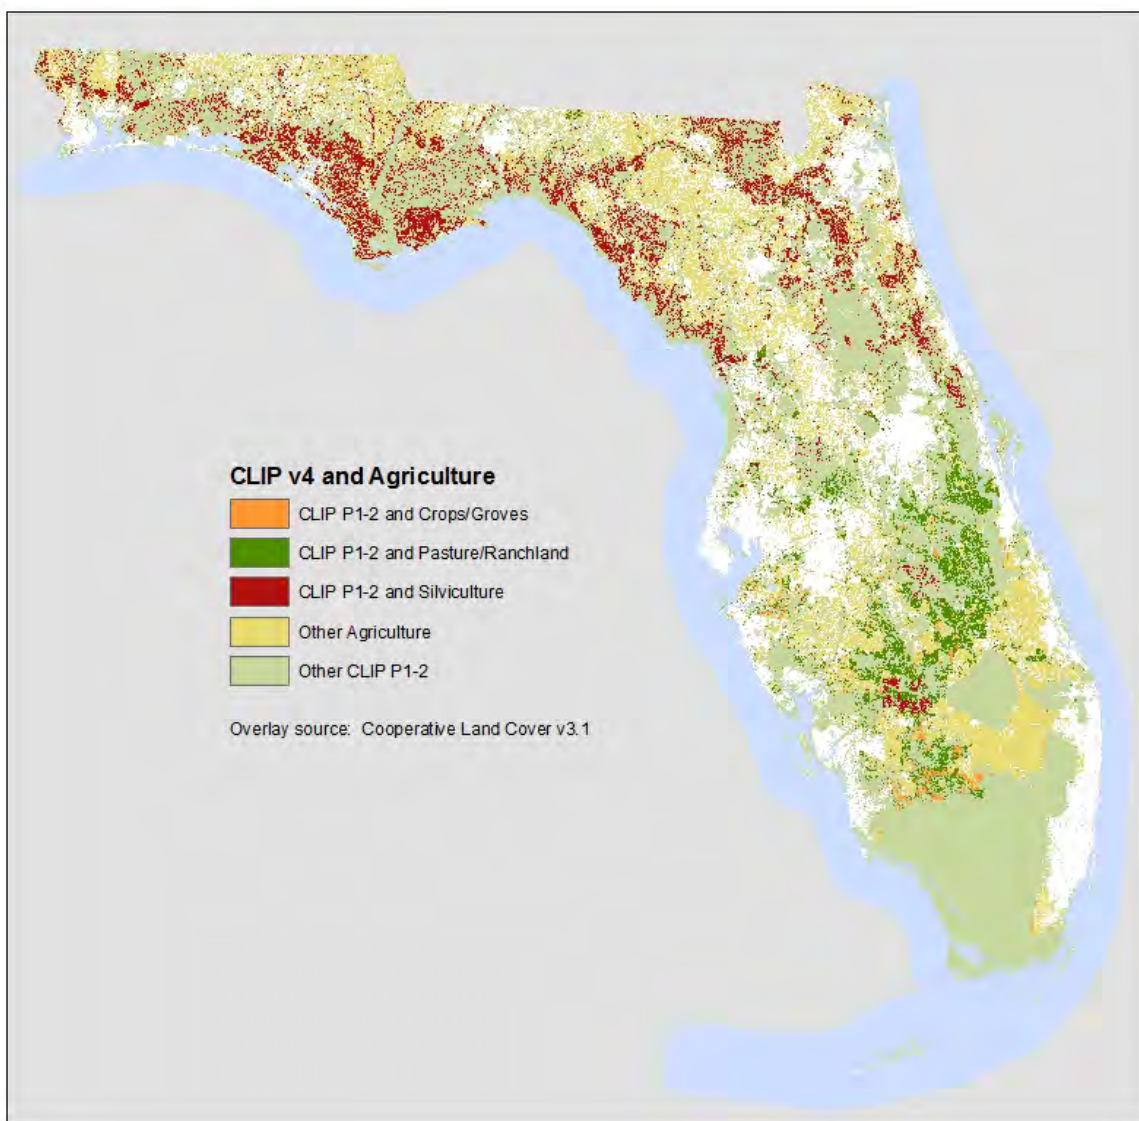 CLIP v4 and Agriculture
CLIP P1-2 and Crops/Groves
CLIP P1-2 and Pasture/Ranchland
CLIP P1-2 and Silviculture
Other Agriculture
Other CLIP P1-2
Overlay source: Cooperative Land Cover v3.1